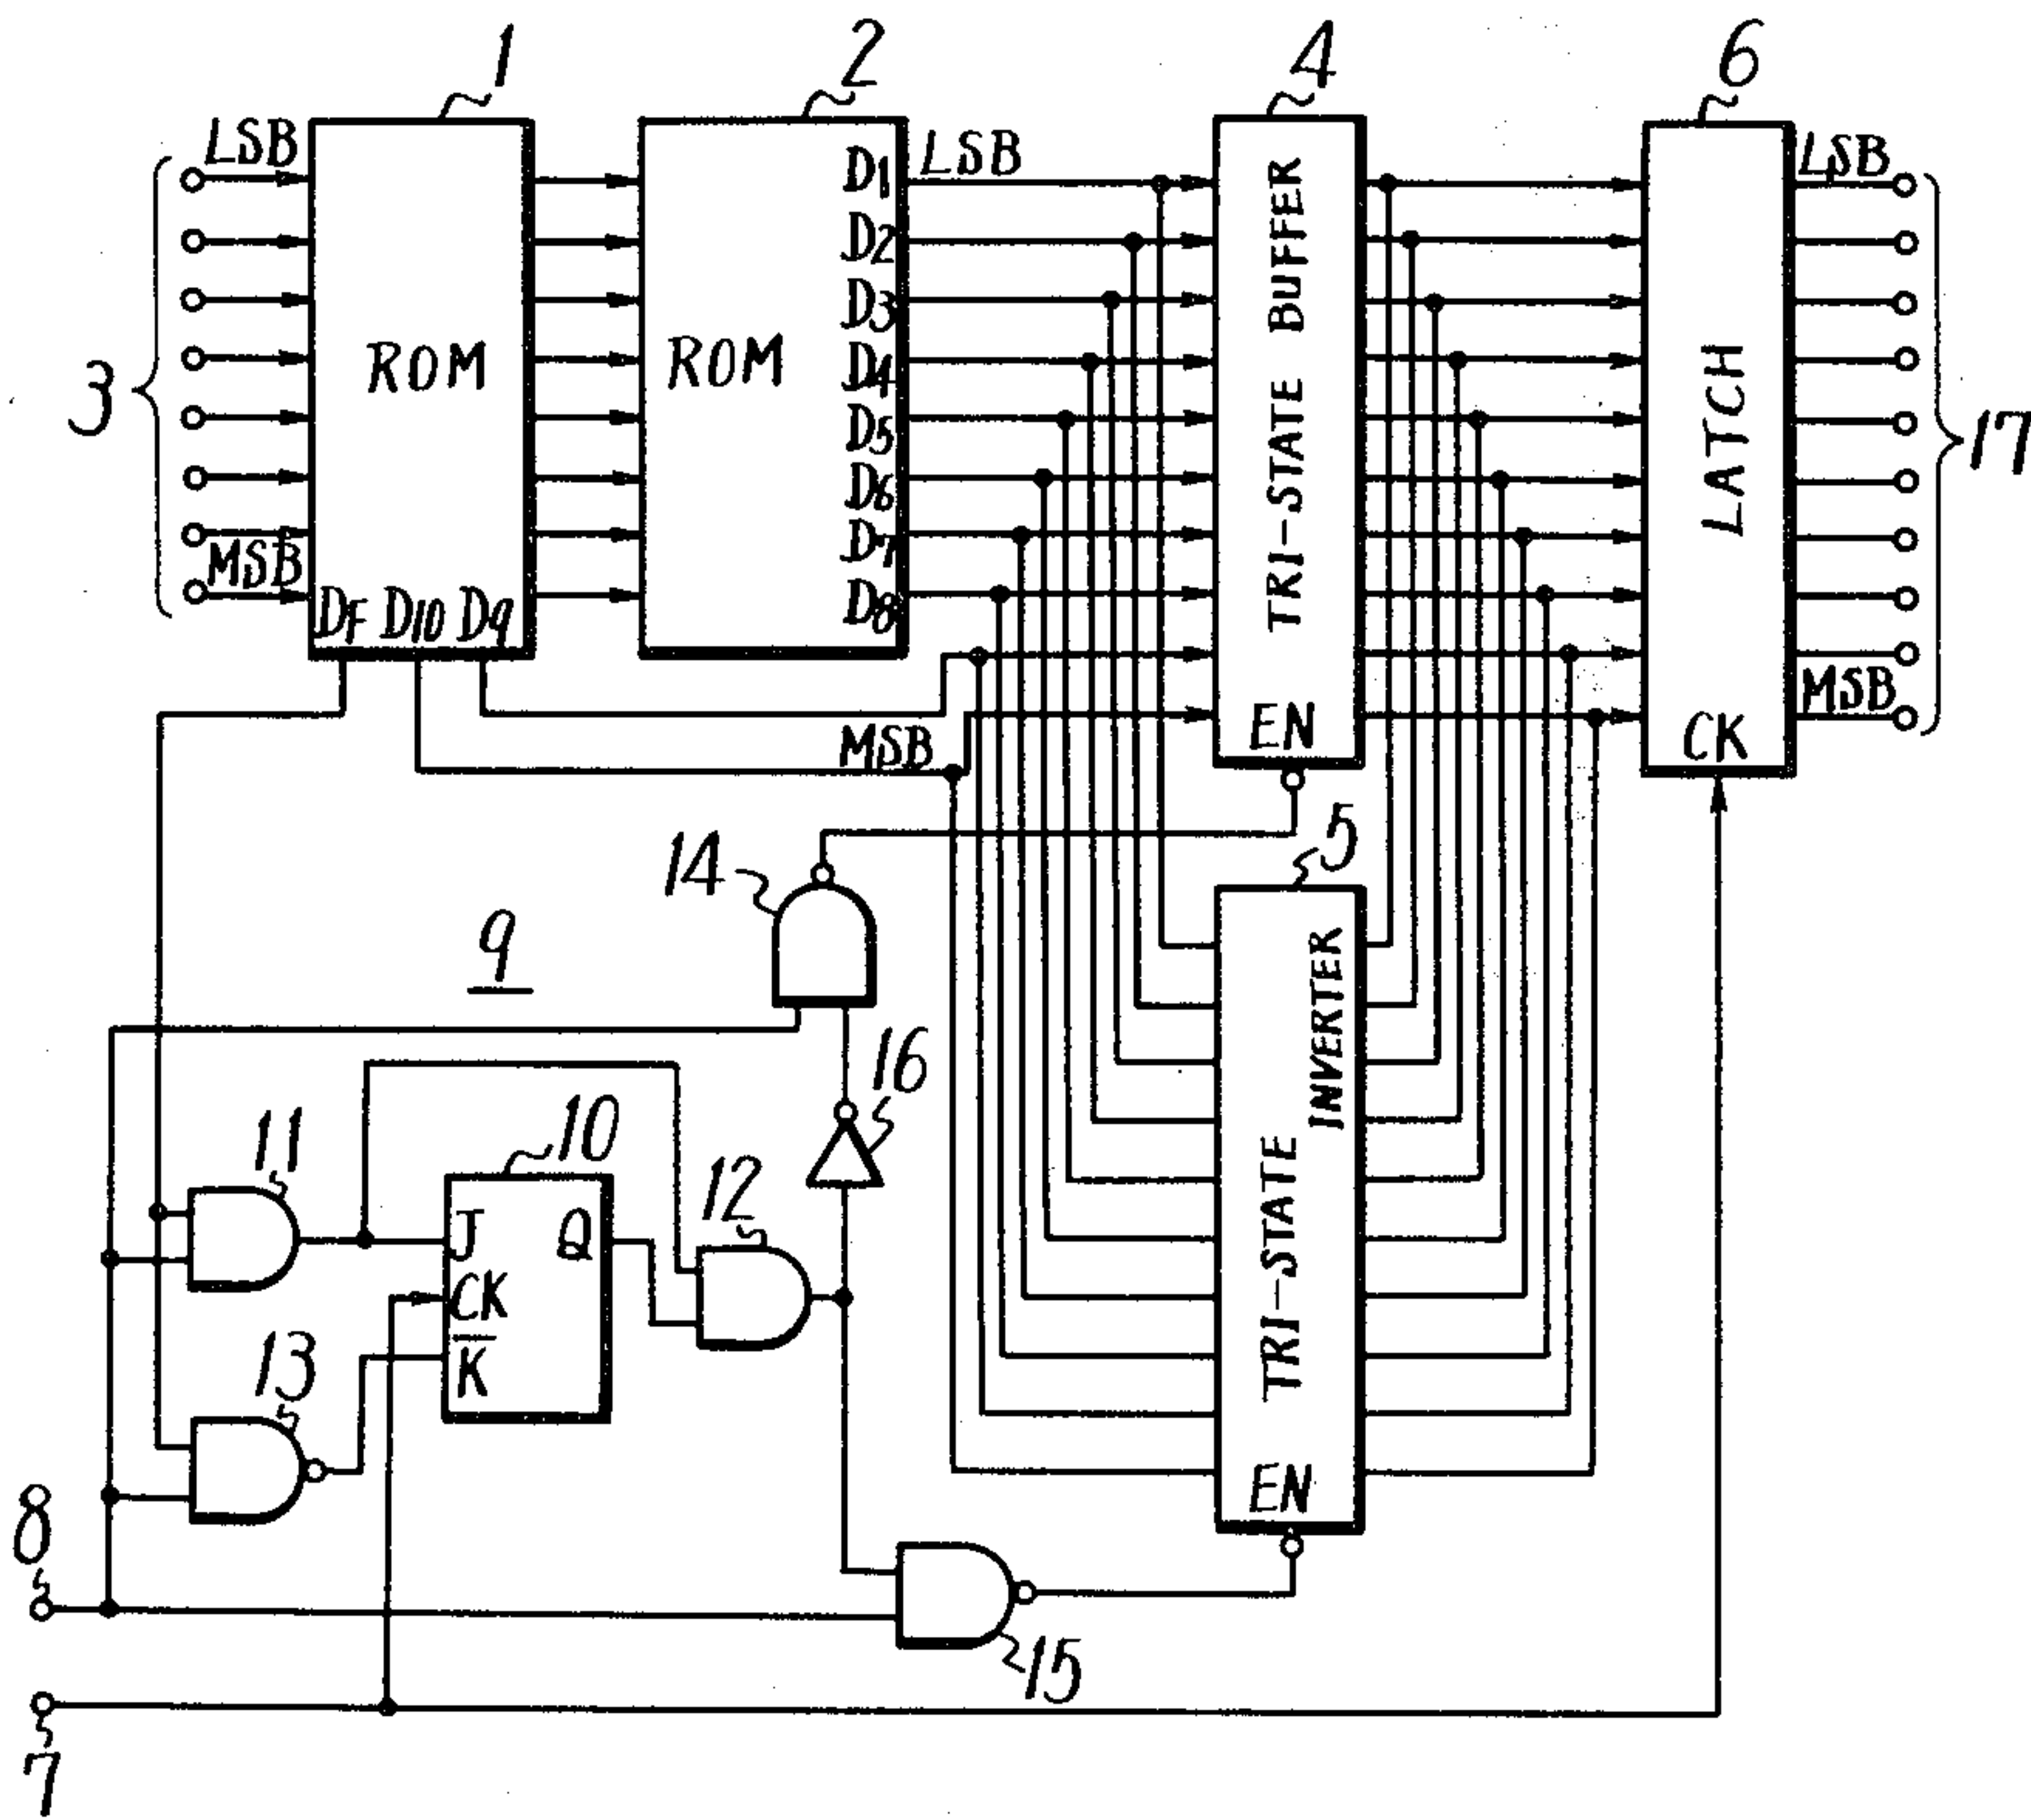 1
2
4
6
LSB
LSB
LSB
D1
D2
D3
D4
D5
D6
D7
D8
3
ROM
ROM
TRI-STATE BUFFER
LATCH
17
MSB
DF D10 D9
MSB
MSB
EN
CK
14
5
9
16
TRI-STATE INVERTER
11
10
12
J
Q
CK
K̅
13
EN
8
15
7